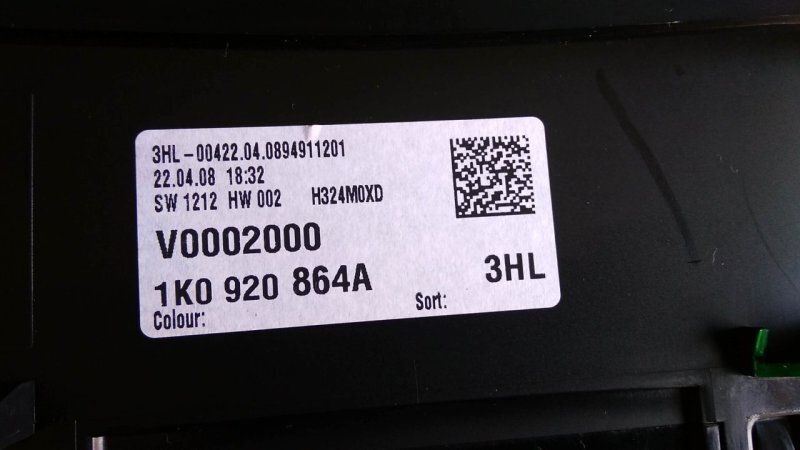 3HL-00422.04.0894911201
22.04.08 18:32
SW 1212 HW 002 H324M0XD
V0002000
1K0 920 864A 3HL
Colour: Sort: